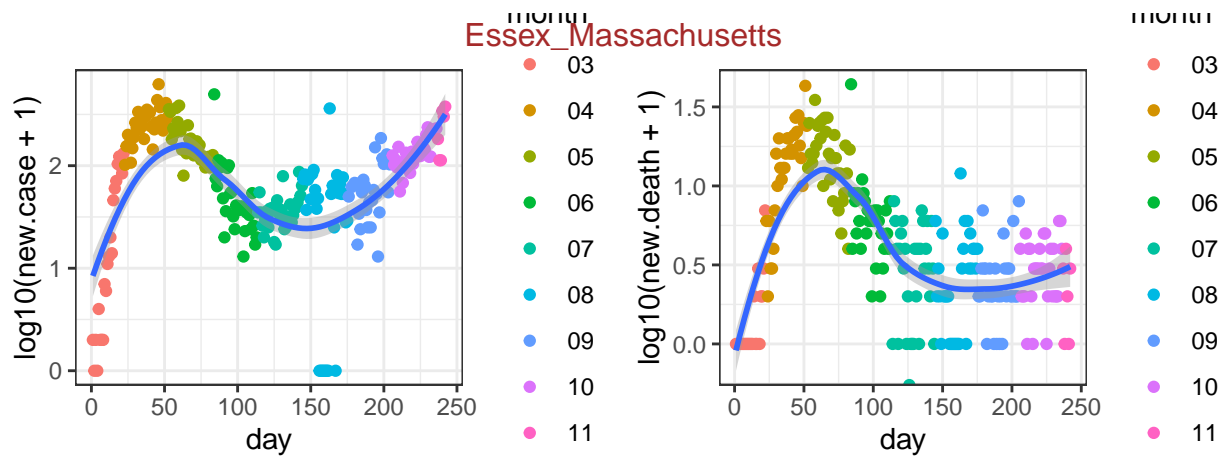 month
month
Essex_Massachusetts
log10(new.case + 1)
2
1
0
0 50 100 150 200 250
day
03
04
05
06
07
08
09
10
11
log10(new.death + 1)
1.5
1.0
0.5
0.0
0 50 100 150 200 250
day
03
04
05
06
07
08
09
10
11